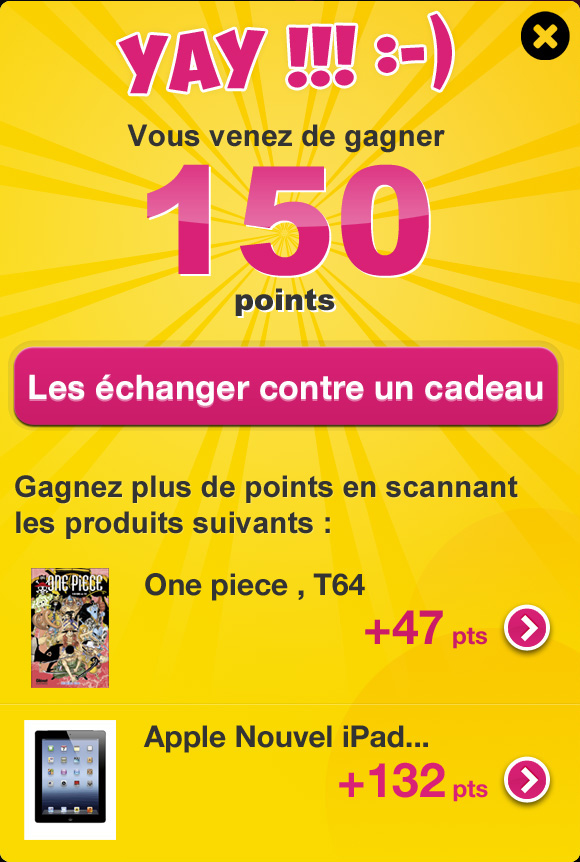 YAY !!! :-)
Vous venez de gagner
150
points
Les échanger contre un cadeau
Gagnez plus de points en scannant
les produits suivants :
ONE PIECE
One piece , T64
+47 pts
Apple Nouvel iPad...
+132 pts